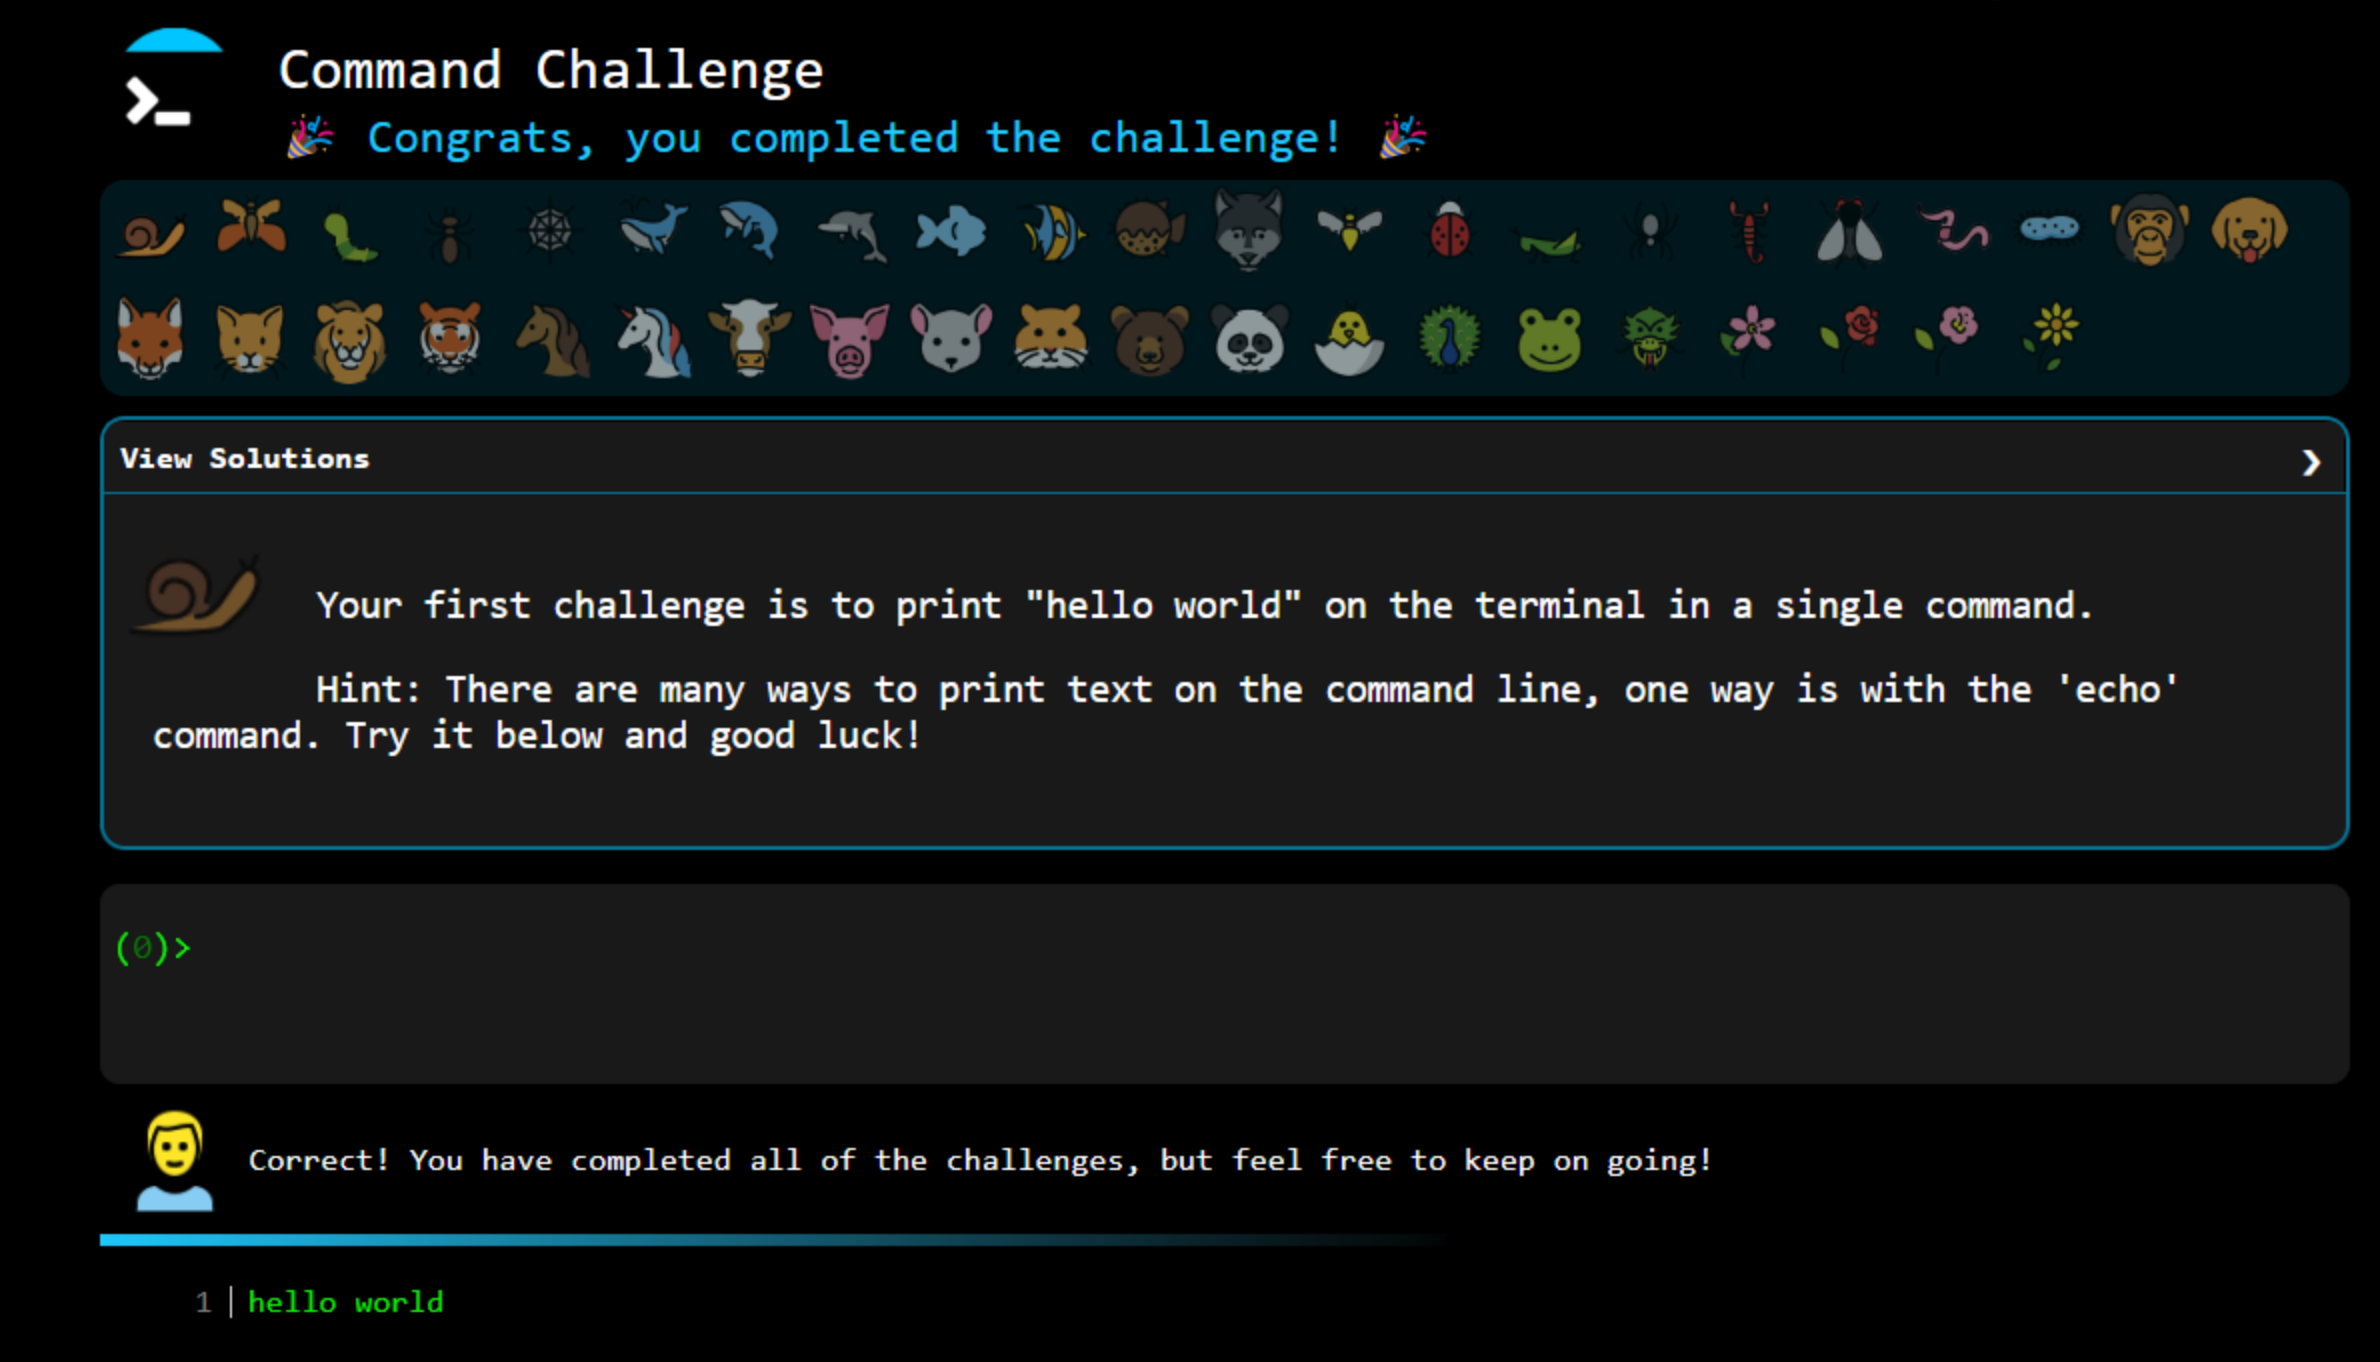 Command Challenge
🎉 Congrats, you completed the challenge! 🎉
View Solutions
Your first challenge is to print "hello world" on the terminal in a single command.
Hint: There are many ways to print text on the command line, one way is with the 'echo'
command. Try it below and good luck!
(0)>
Correct! You have completed all of the challenges, but feel free to keep on going!
1 hello world